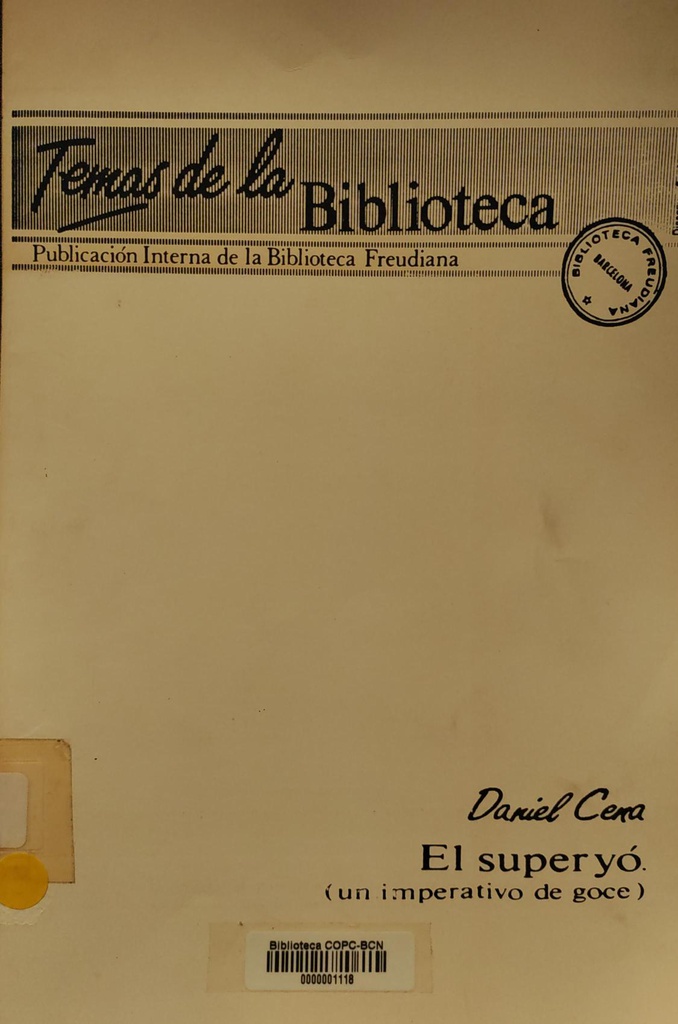 Temas de la Biblioteca
Publicación Interna de la Biblioteca Freudiana
BIBLIOTECA FREUDIANA
BARCELONA
Daniel Cena
El superyó.
(un imperativo de goce)
Biblioteca COPC-BCN
0000001118